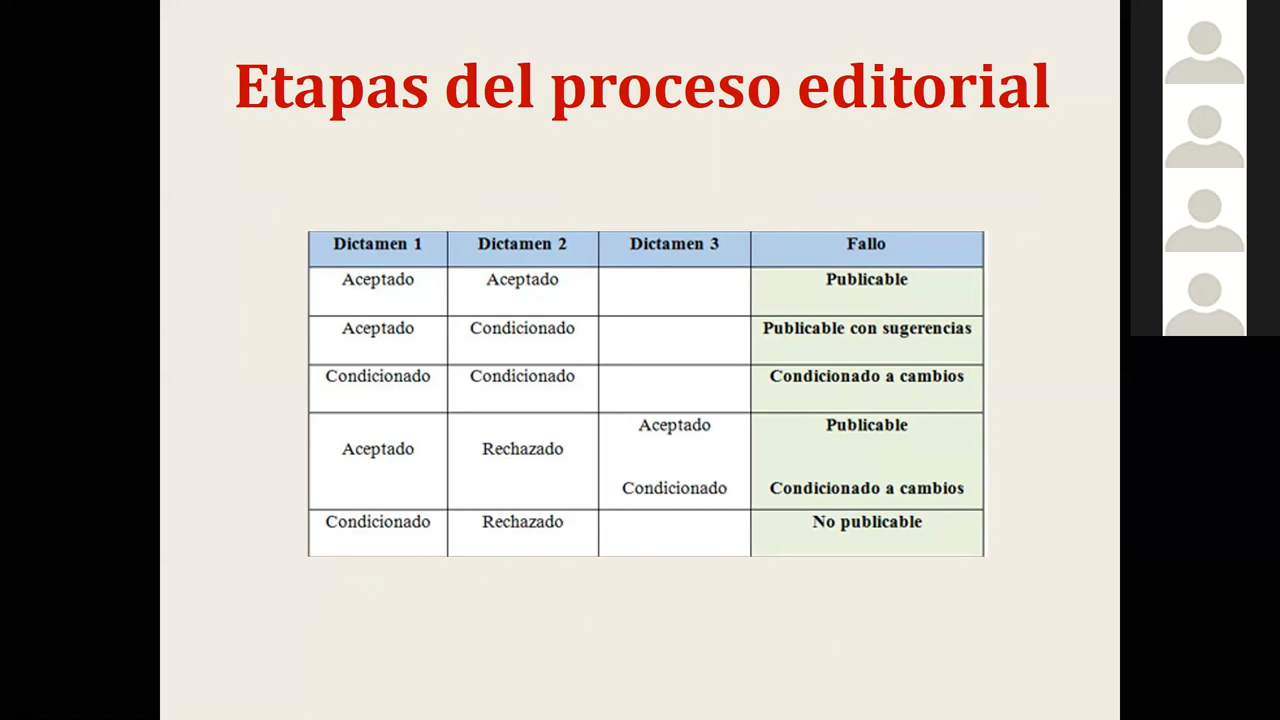 Etapas del proceso editorial
Dictamen 1 Dictamen 2 Dictamen 3 Fallo
Aceptado Aceptado Publicable
Aceptado Condicionado Publicable con sugerencias
Condicionado Condicionado Condicionado a cambios
Aceptado Publicable
Aceptado Rechazado
Condicionado Condicionado a cambios
Condicionado Rechazado No publicable